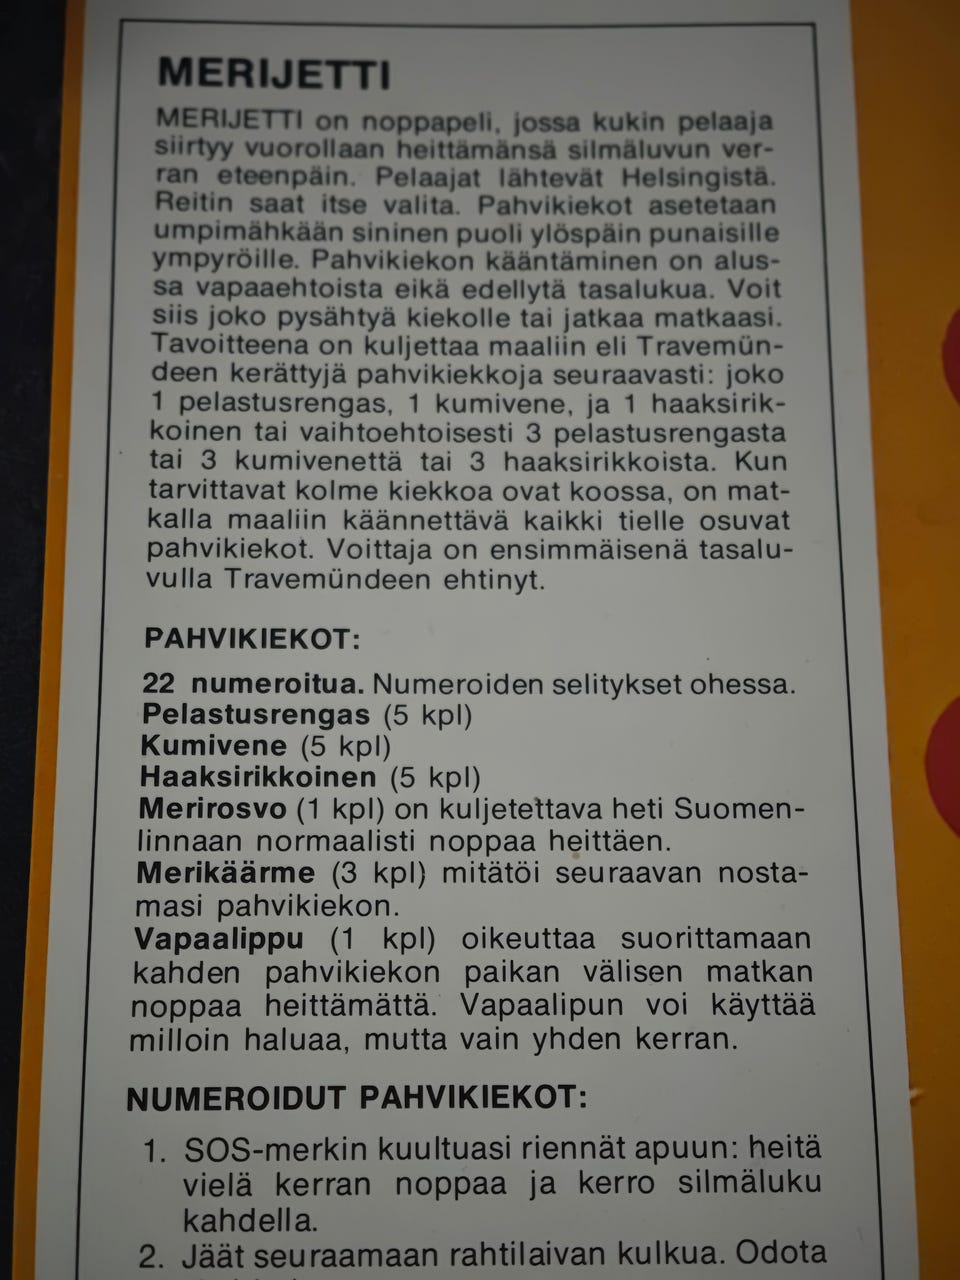 MERIJETTI
MERIJETTI on noppapeli, jossa kukin pelaaja
siirtyy vuorollaan heittämänsä silmäluvun ver-
ran eteenpäin. Pelaajat lähtevät Helsingistä.
Reitin saat itse valita. Pahvikiekot asetetaan
umpimähkään sininen puoli ylöspäin punaisille
ympyröille. Pahvikiekon kääntäminen on alus-
sa vapaaehtoista eikä edellytä tasalukua. Voit
siis joko pysähtyä kiekolle tai jatkaa matkaasi.
Tavoitteena on kuljettaa maaliin eli Travemün-
deen kerättyjä pahvikiekkoja seuraavasti: joko
1 pelastusrengas, 1 kumivene, ja 1 haaksirik-
koinen tai vaihtoehtoisesti 3 pelastusrengasta
tai 3 kumivenettä tai 3 haaksirikkoista. Kun
tarvittavat kolme kiekkoa ovat koossa, on mat-
kalla maaliin käännettävä kaikki tielle osuvat
pahvikiekot. Voittaja on ensimmäisenä tasalu-
vulla Travemündeen ehtinyt.
PAHVIKIEKOT:
22 numeroitua. Numeroiden selitykset ohessa.
Pelastusrengas (5 kpl)
Kumivene (5 kpl)
Haaksirikkoinen (5 kpl)
Merirosvo (1 kpl) on kuljetettava heti Suomen-
linnaan normaalisti noppaa heittäen.
Merikäärme (3 kpl) mitätöi seuraavan nosta-
masi pahvikiekon.
Vapaalippu (1 kpl) oikeuttaa suorittamaan
kahden pahvikiekon paikan välisen matkan
noppaa heittämättä. Vapaalipun voi käyttää
milloin haluaa, mutta vain yhden kerran.
NUMEROIDUT PAHVIKIEKOT:
1. SOS-merkin kuultuasi riennät apuun: heitä
vielä kerran noppaa ja kerro silmäluku
kahdella.
2. Jäät seuraamaan rahtilaivan kulkua. Odota